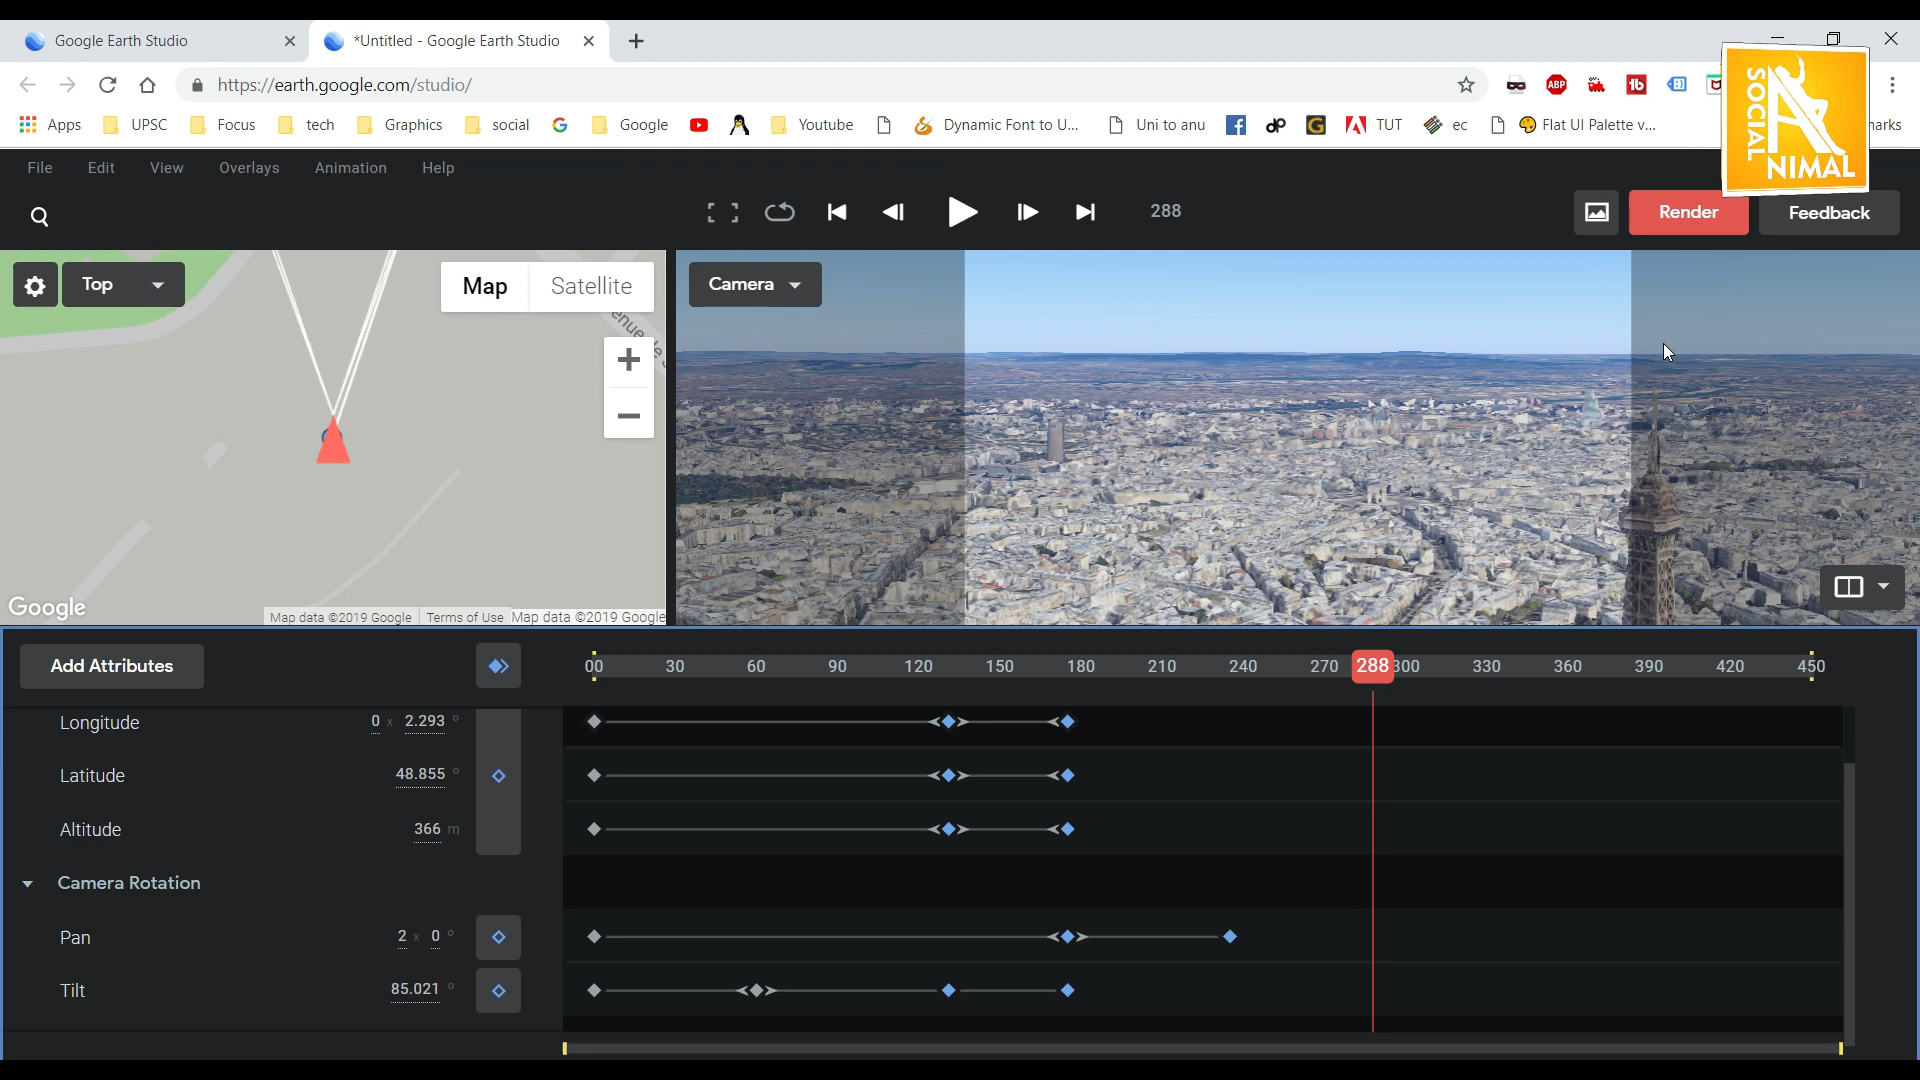 Google Earth Studio
*Untitled - Google Earth Studio
https://earth.google.com/studio/
ABP
Apps UPSC Focus tech Graphics social Google Youtube Dynamic Font to U... Uni to anu TUT ec Flat UI Palette v... narks
SOCIAL
A
NIMAL
File Edit View Overlays Animation Help
288
Render
Feedback
Top
Map Satellite
Camera
Google
Map data ©2019 Google Terms of Use Map data ©2019 Google
Add Attributes
00 30 60 90 120 150 180 210 240 270 288 300 330 360 390 420 450
Longitude 0 x 2.293 °
Latitude 48.855 °
Altitude 366 m
Camera Rotation
Pan 2 x 0 °
Tilt 85.021 °